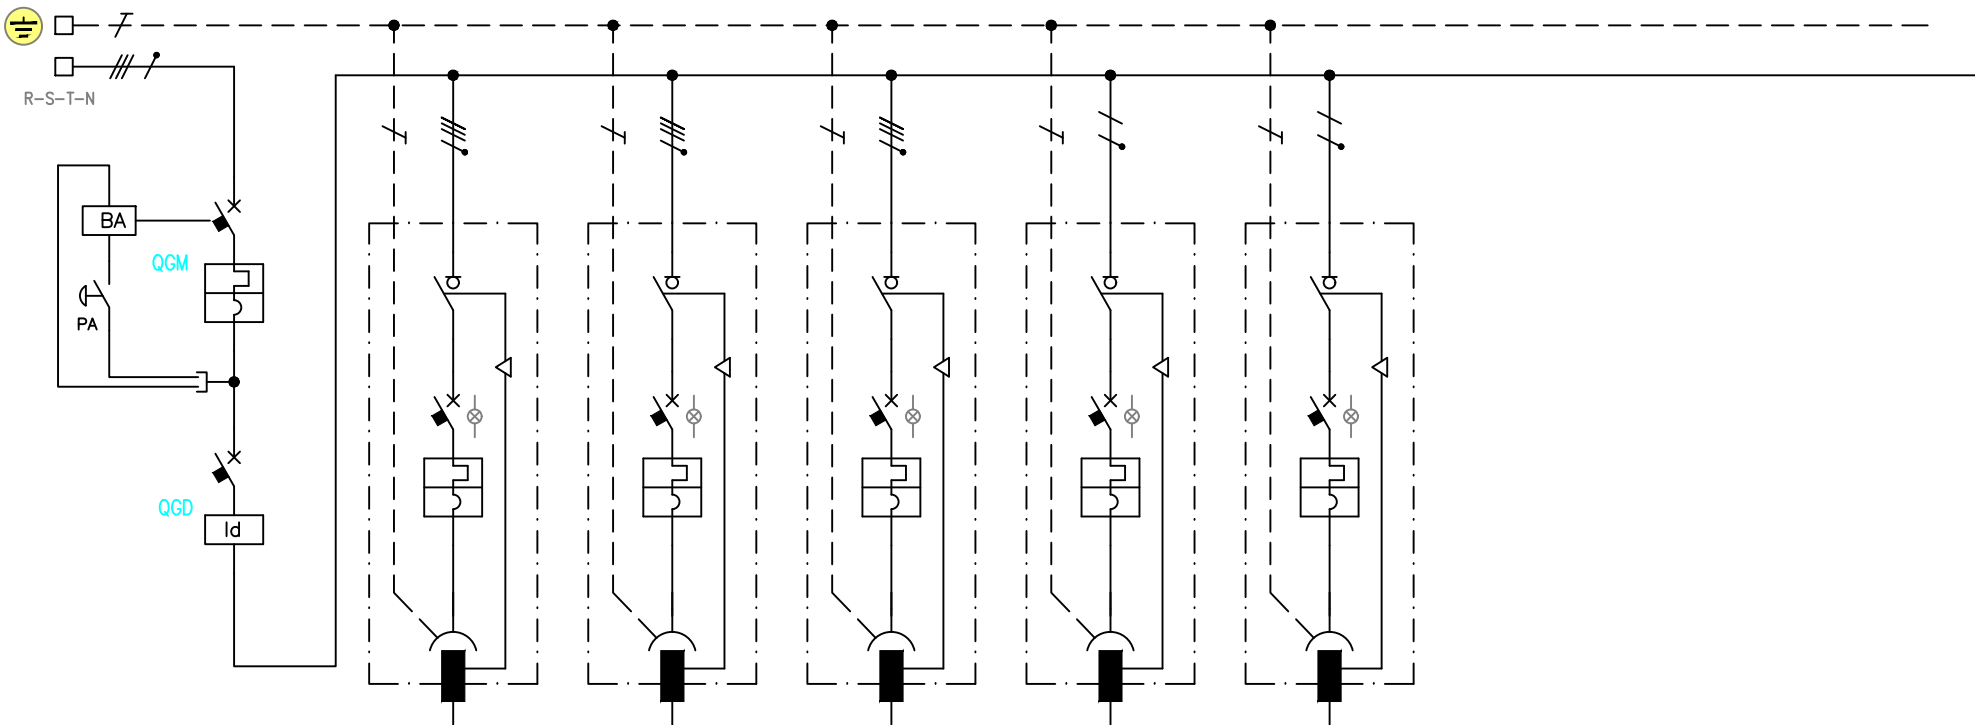 R-S-T-N
BA
QGM
PA
QGD
Id